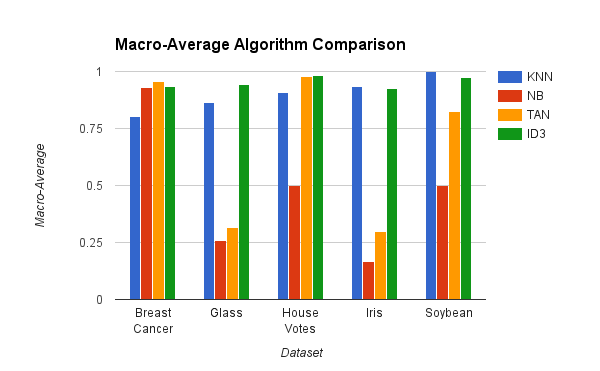 Macro-Average Algorithm Comparison
1
0.75
0.5
0.25
0
Macro-Average
Breast
Cancer
Glass
House
Votes
Iris
Soybean
Dataset
KNN
NB
TAN
ID3